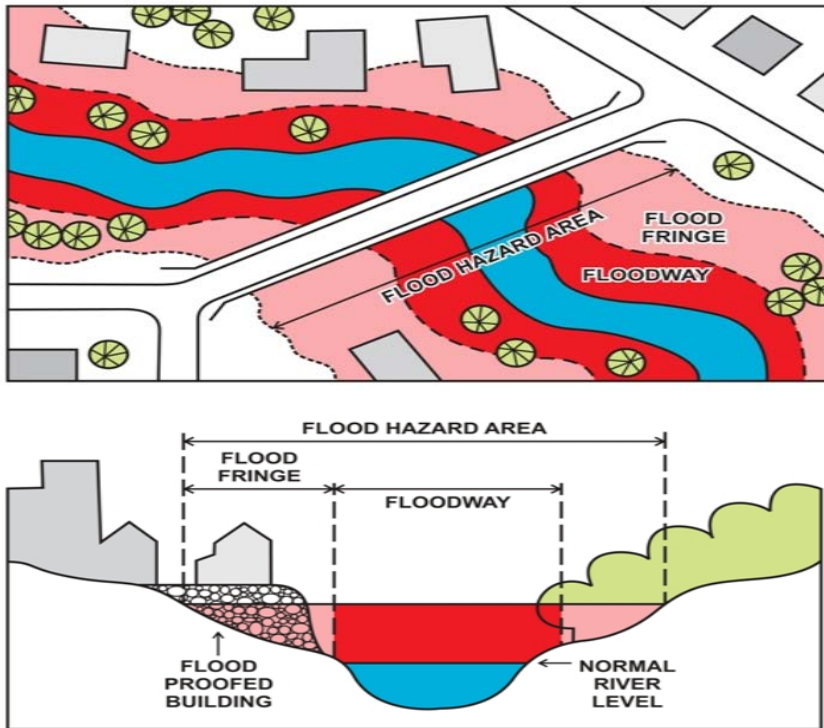 FLOOD
FRINGE
FLOODWAY
FLOOD HAZARD AREA
FLOOD HAZARD AREA
FLOOD
FRINGE
FLOODWAY
FLOOD
PROOFED
BUILDING
NORMAL
RIVER
LEVEL